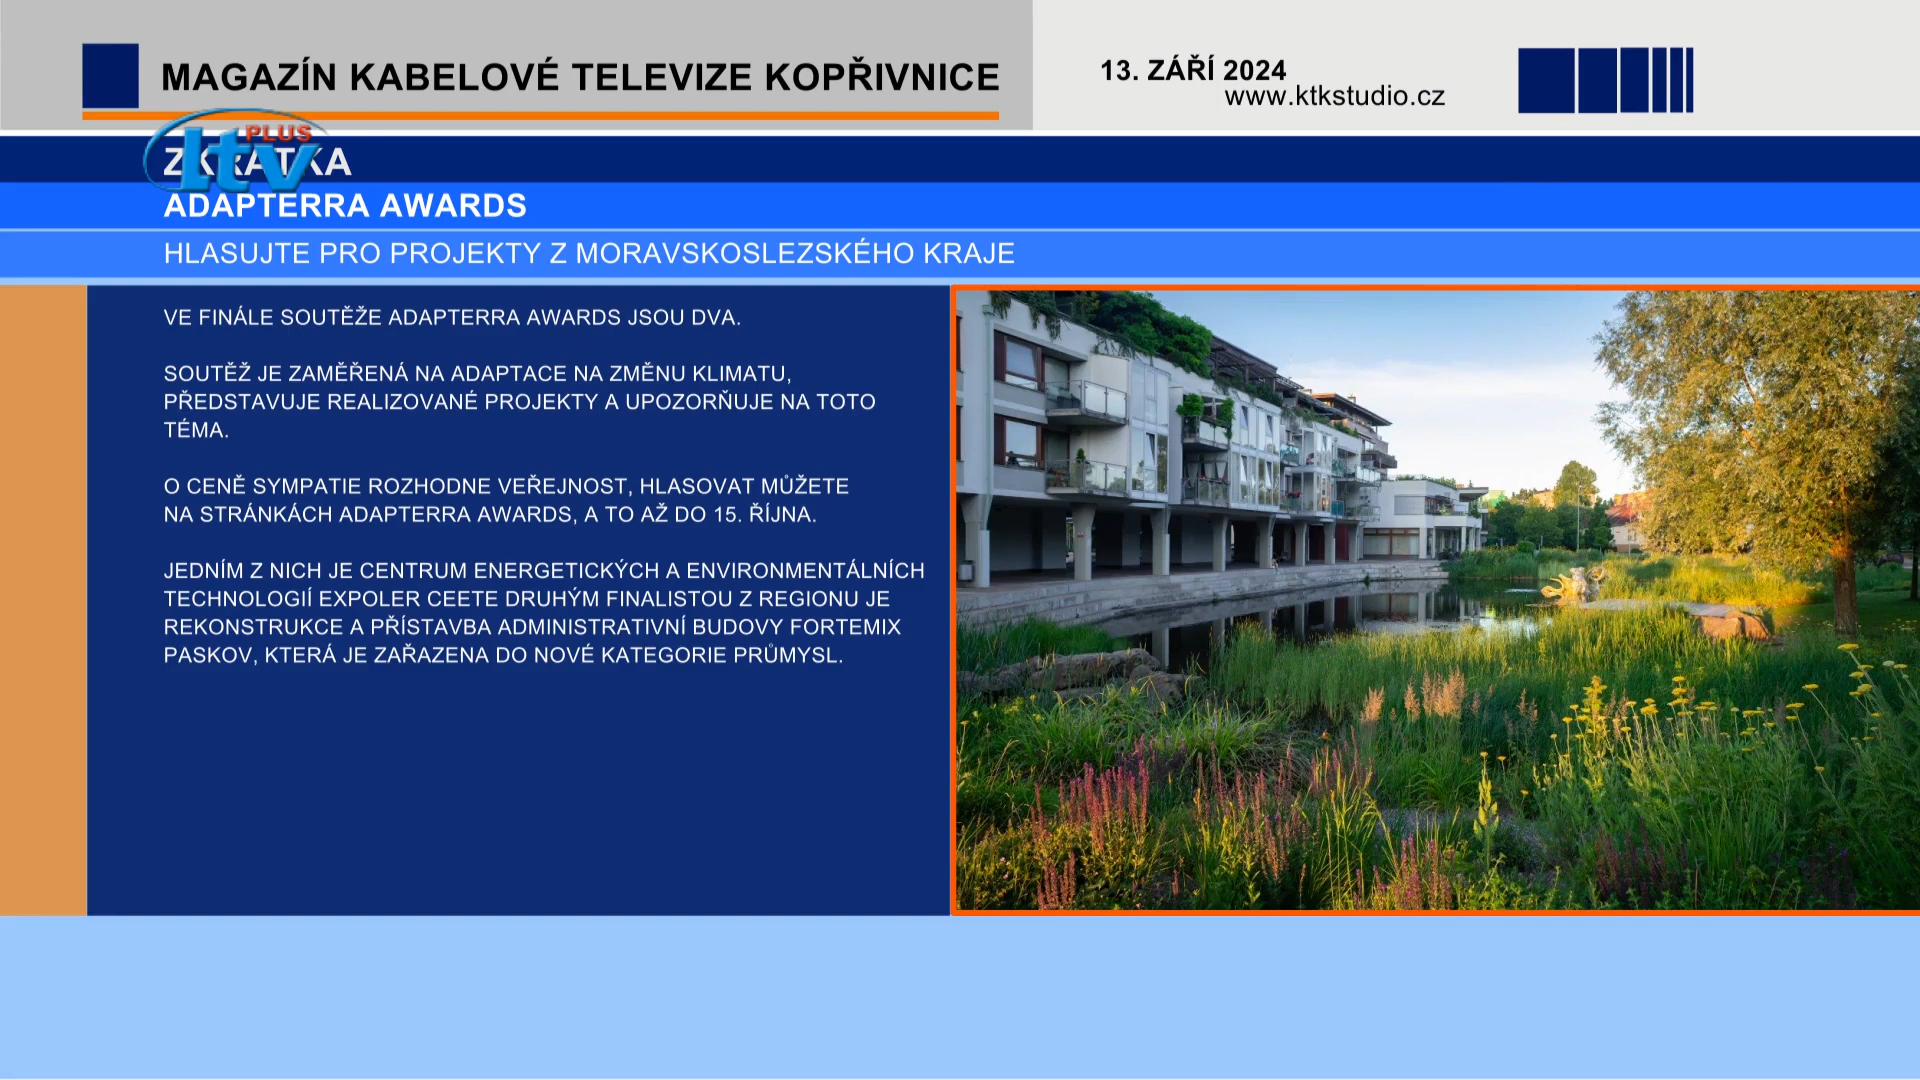 MAGAZÍN KABELOVÉ TELEVIZE KOPŘIVNICE
13. ZÁŘÍ 2024
www.ktkstudio.cz
ltv PLUS
ZKRÁTKA
ADAPTERRA AWARDS
HLASUJTE PRO PROJEKTY Z MORAVSKOSLEZSKÉHO KRAJE
VE FINÁLE SOUTĚŽE ADAPTERRA AWARDS JSOU DVA.
SOUTĚŽ JE ZAMĚŘENÁ NA ADAPTACE NA ZMĚNU KLIMATU,
PŘEDSTAVUJE REALIZOVANÉ PROJEKTY A UPOZORŇUJE NA TOTO
TÉMA.
O CENĚ SYMPATIE ROZHODNE VEŘEJNOST, HLASOVAT MŮŽETE
NA STRÁNKÁCH ADAPTERRA AWARDS, A TO AŽ DO 15. ŘÍJNA.
JEDNÍM Z NICH JE CENTRUM ENERGETICKÝCH A ENVIRONMENTÁLNÍCH
TECHNOLOGIÍ EXPOLER CEETE DRUHÝM FINALISTOU Z REGIONU JE
REKONSTRUKCE A PŘÍSTAVBA ADMINISTRATIVNÍ BUDOVY FORTEMIX
PASKOV, KTERÁ JE ZAŘAZENA DO NOVÉ KATEGORIE PRŮMYSL.